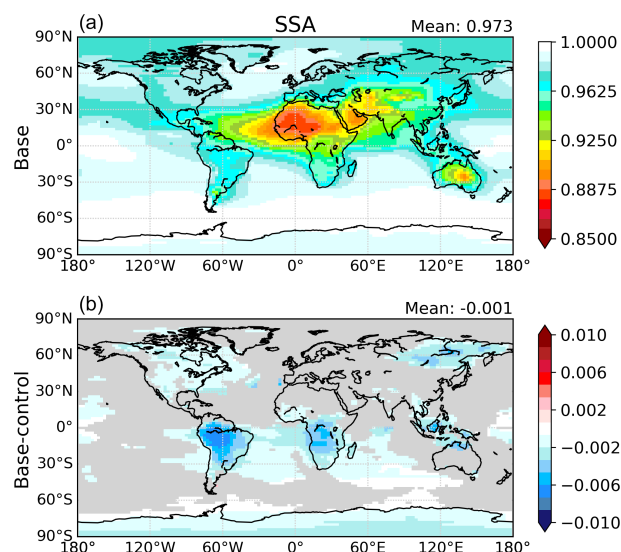 (a) SSA Mean: 0.973
90°N
60°N
30°N
0°
30°S
60°S
90°S
Base
180° 120°W 60°W 0° 60°E 120°E 180°
1.0000
0.9625
0.9250
0.8875
0.8500
(b) Mean: -0.001
90°N
60°N
30°N
0°
30°S
60°S
90°S
Base-control
180° 120°W 60°W 0° 60°E 120°E 180°
0.010
0.006
0.002
−0.002
−0.006
−0.010